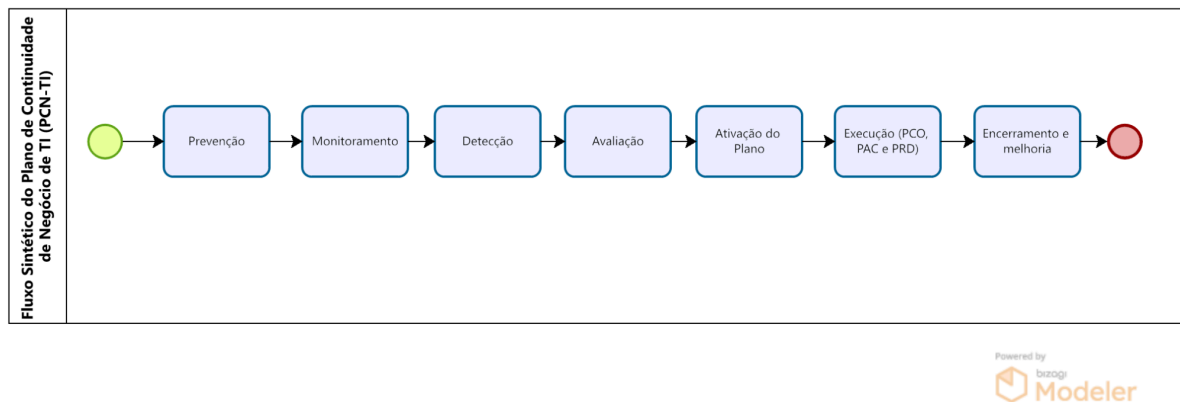 Fluxo Sintético do Plano de Continuidade
de Negócio de TI (PCN-TI)
Prevenção
Monitoramento
Detecção
Avaliação
Ativação do
Plano
Execução (PCO,
PAC e PRD)
Encerramento e
melhoria
Powered by
bizagi
Modeler